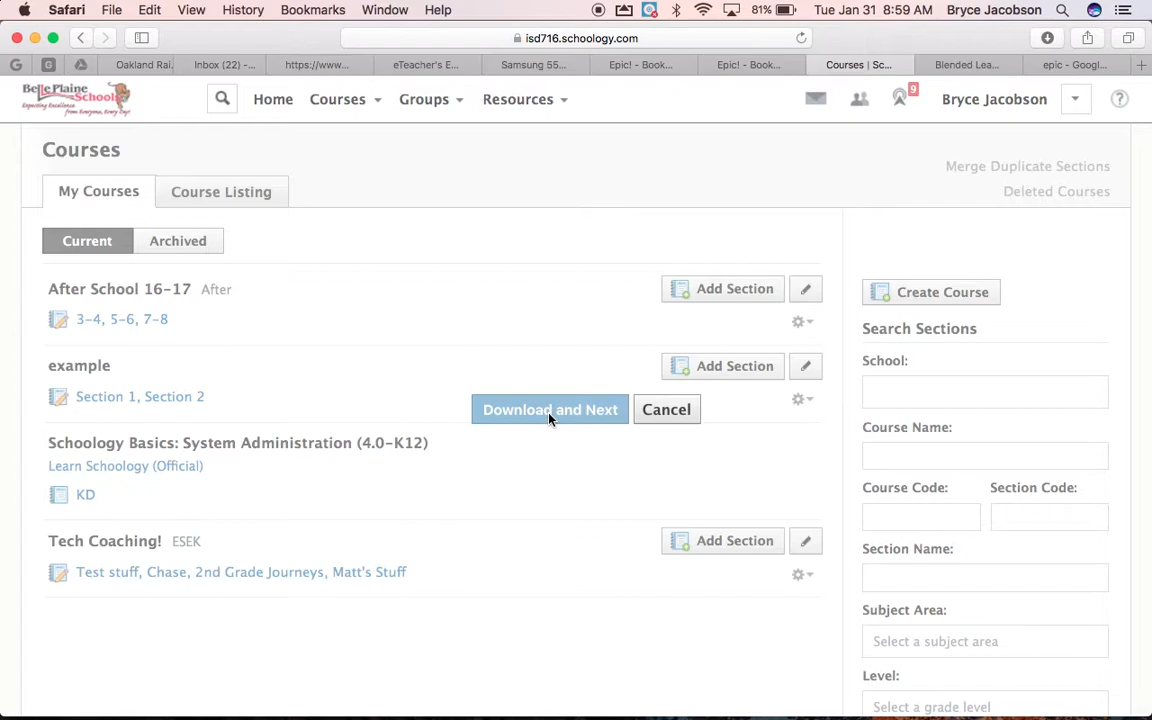 Safari File Edit View History Bookmarks Window Help 81% Tue Jan 31 8:59 AM Bryce Jacobson
isd716.schoology.com
G G Oakland Rai... Inbox (22) -... https://www... eTeacher's E... Samsung 55... Epic! - Book... Epic! - Book... Courses | Sc... Blended Lea... epic - Googl...
Belle Plaine
Schools
Home Courses Groups Resources 9 Bryce Jacobson
Courses
Merge Duplicate Sections
Deleted Courses
My Courses Course Listing
Current Archived
After School 16-17 After Add Section
3-4, 5-6, 7-8
example Add Section
Section 1, Section 2
Download and Next Cancel
Schoology Basics: System Administration (4.0-K12)
Learn Schoology (Official)
KD
Tech Coaching! ESEK Add Section
Test stuff, Chase, 2nd Grade Journeys, Matt's Stuff
Create Course
Search Sections
School:
Course Name:
Course Code: Section Code:
Section Name:
Subject Area:
Select a subject area
Level:
Select a grade level